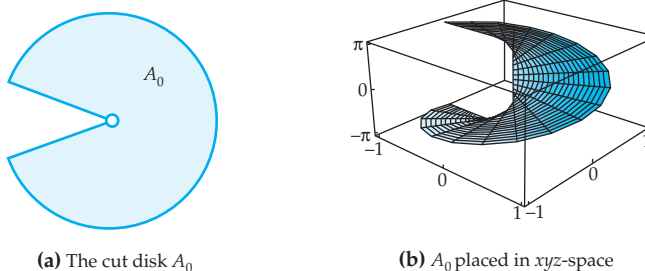 A₀
π
0
−π
−1
0
1
−1
0
1
(a) The cut disk A₀
(b) A₀ placed in xyz-space